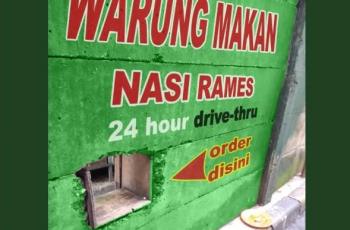 WARUNG MAKAN
NASI RAMES
24 hour drive-thru
order
disini